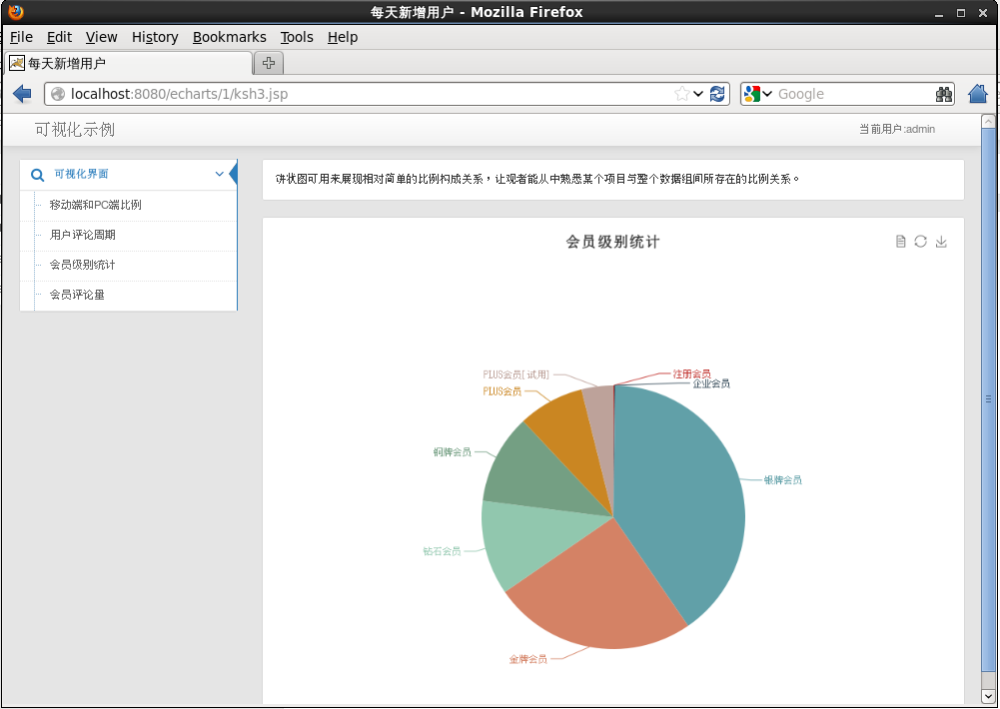 每天新增用户 - Mozilla Firefox
File Edit View History Bookmarks Tools Help
每天新增用户
localhost:8080/echarts/1/ksh3.jsp Google
可视化示例 当前用户:admin
可视化界面
移动端和PC端比例
用户评论周期
会员级别统计
会员评论量
饼状图可用来展现相对简单的比例构成关系，让观者能从中熟悉某个项目与整个数据组间所存在的比例关系。
会员级别统计
PLUS会员[试用]
注册会员
企业会员
PLUS会员
铜牌会员
银牌会员
钻石会员
金牌会员